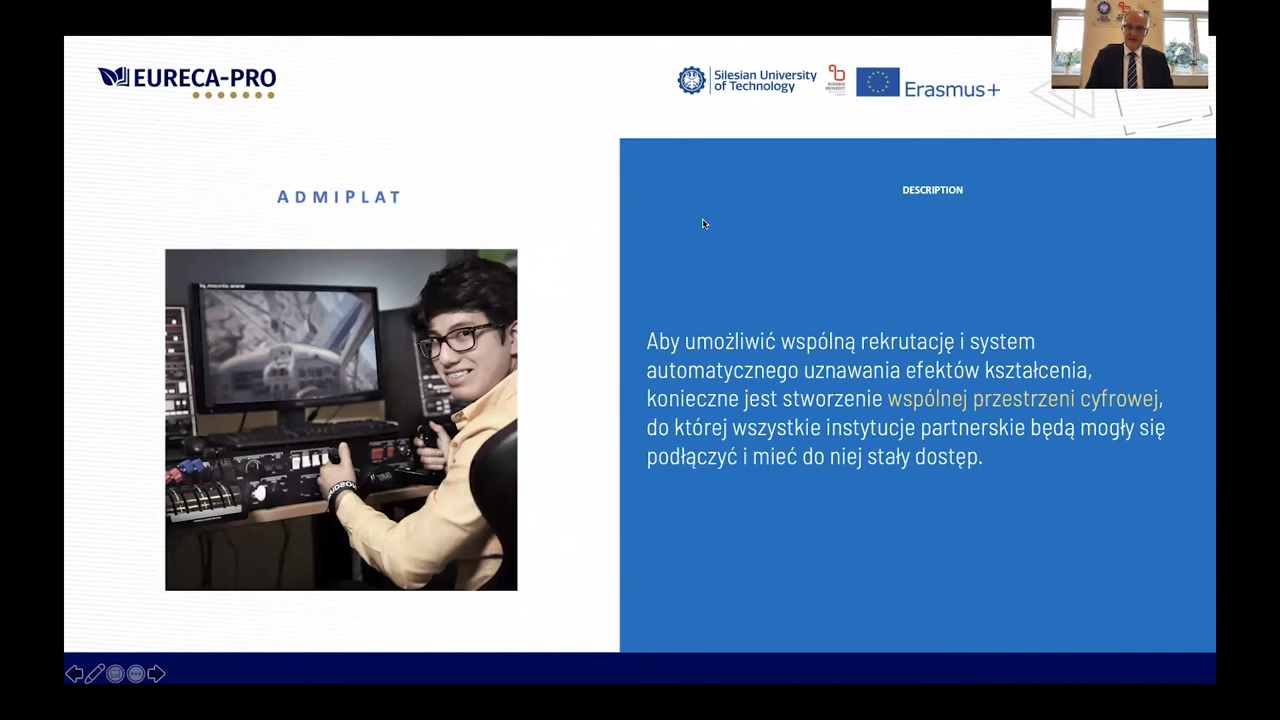 EURECA-PRO
Silesian University
of Technology
Erasmus+
ADMIPLAT
DESCRIPTION
Aby umożliwić wspólną rekrutację i system
automatycznego uznawania efektów kształcenia,
konieczne jest stworzenie wspólnej przestrzeni cyfrowej,
do której wszystkie instytucje partnerskie będą mogły się
podłączyć i mieć do niej stały dostęp.